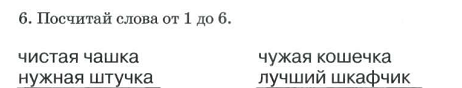 6. Посчитай слова от 1 до 6.
чистая чашка
нужная штучка
чужая кошечка
лучший шкафчик